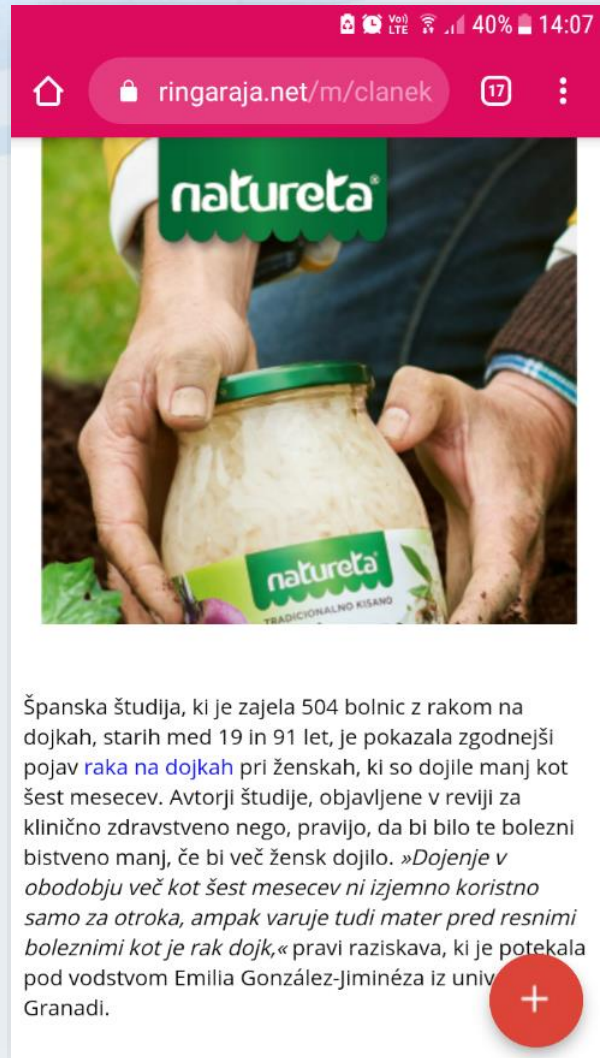 Vo))
LTE
40% 14:07
ringaraja.net/m/clanek
17
natureta®
natureta
TRADICIONALNO KISANO
Španska študija, ki je zajela 504 bolnic z rakom na
dojkah, starih med 19 in 91 let, je pokazala zgodnejši
pojav raka na dojkah pri ženskah, ki so dojile manj kot
šest mesecev. Avtorji študije, objavljene v reviji za
klinično zdravstveno nego, pravijo, da bi bilo te bolezni
bistveno manj, če bi več žensk dojilo. »Dojenje v
obodobju več kot šest mesecev ni izjemno koristno
samo za otroka, ampak varuje tudi mater pred resnimi
boleznimi kot je rak dojk,« pravi raziskava, ki je potekala
pod vodstvom Emilia González-Jiminéza iz univ
Granadi.